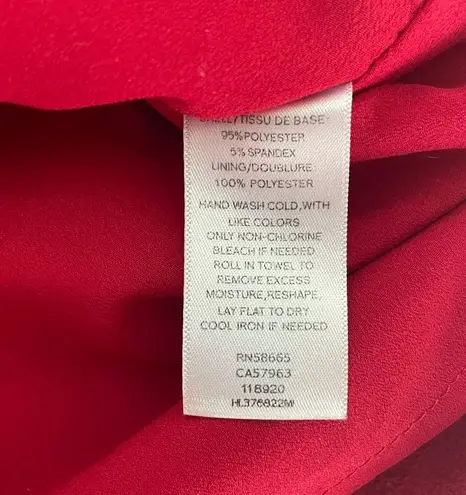 SHELL/TISSU DE BASE:
95%POLYESTER
5% SPANDEX
LINING/DOUBLURE:
100% POLYESTER
HAND WASH COLD,WITH
LIKE COLORS
ONLY NON-CHLORINE
BLEACH IF NEEDED
ROLL IN TOWEL TO
REMOVE EXCESS
MOISTURE,RESHAPE,
LAY FLAT TO DRY
COOL IRON IF NEEDED
RN58665
CA57963
118920
HL376822M